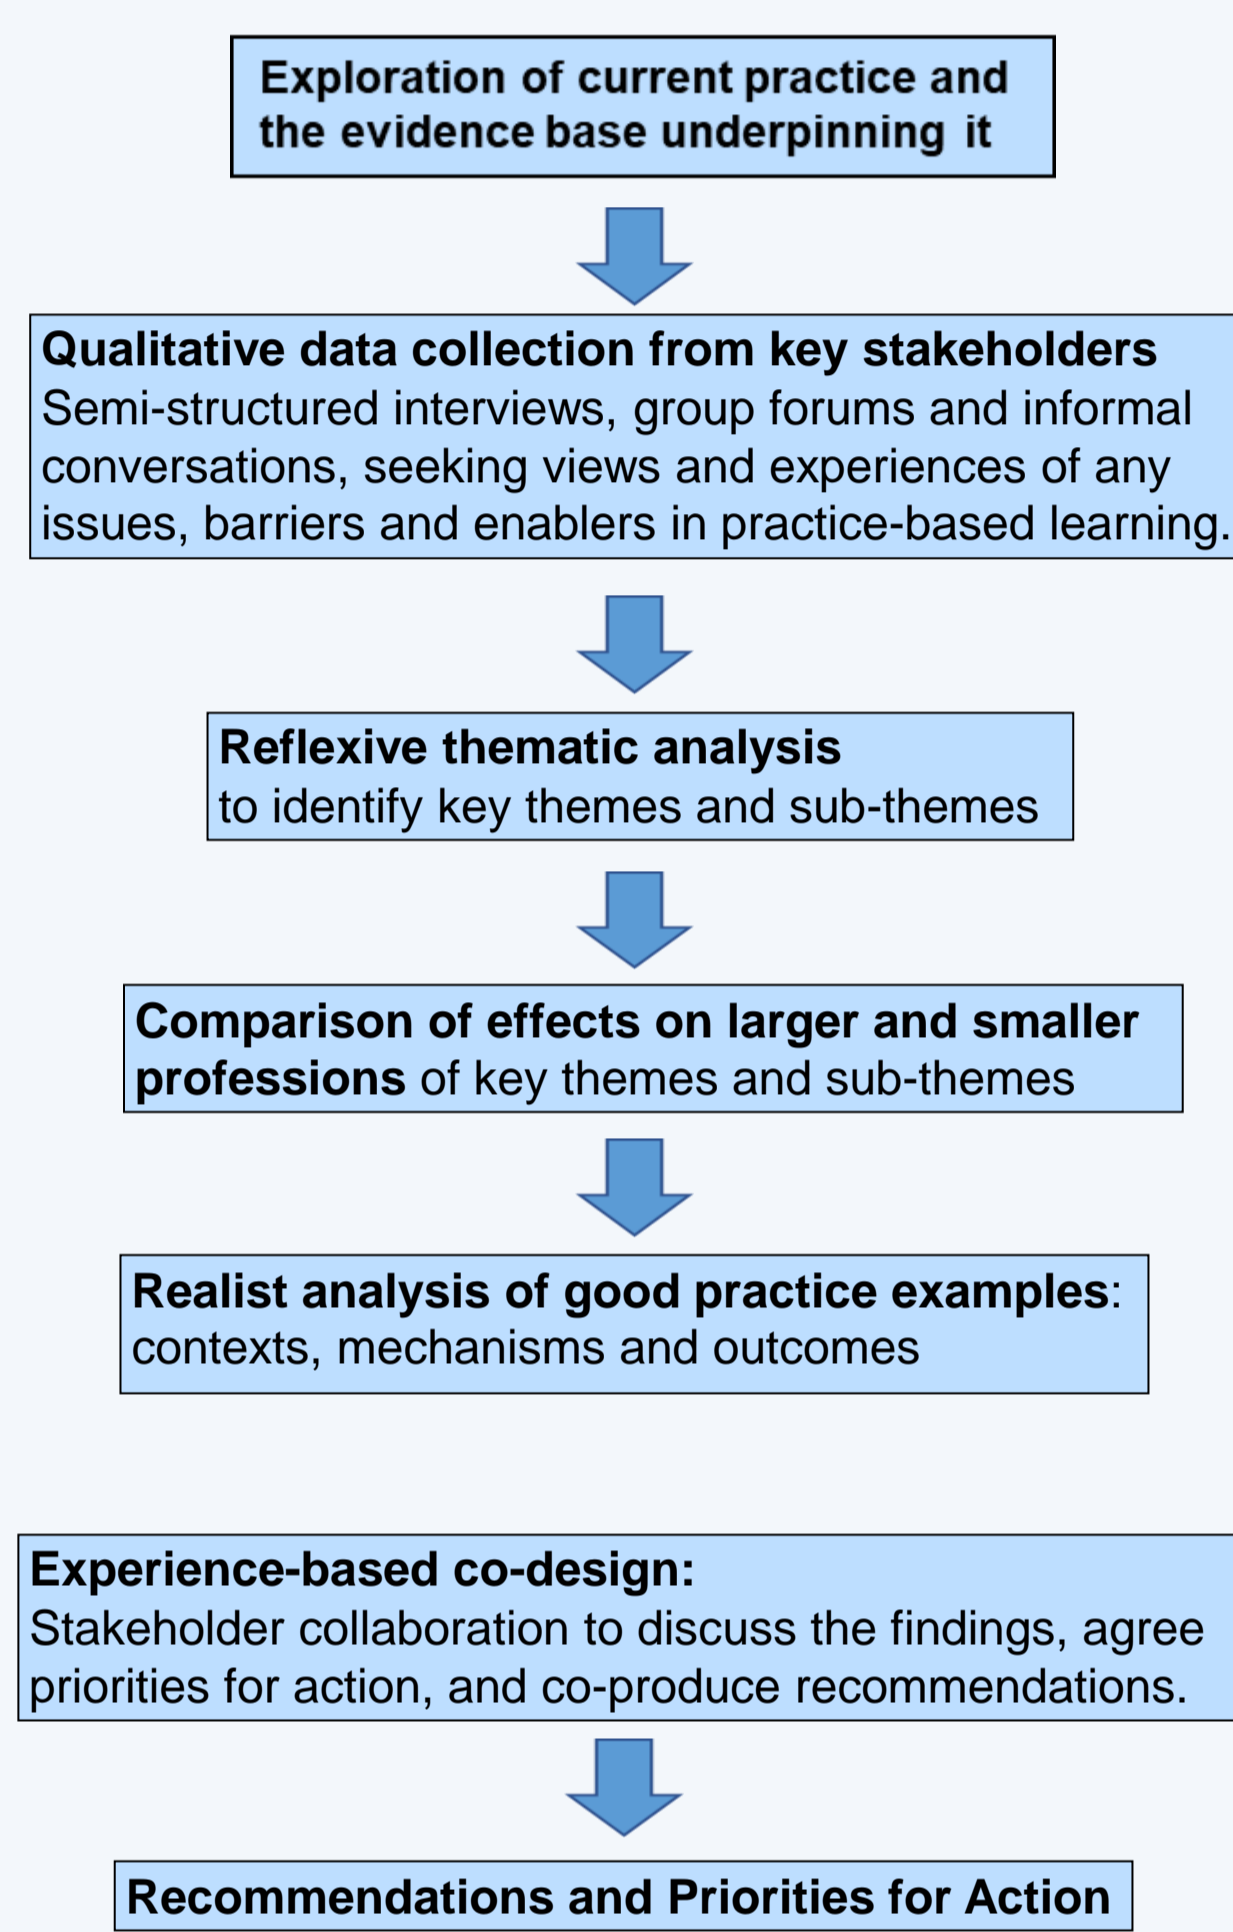 Exploration of current practice and
the evidence base underpinning it
Qualitative data collection from key stakeholders
Semi-structured interviews, group forums and informal
conversations, seeking views and experiences of any
issues, barriers and enablers in practice-based learning.
Reflexive thematic analysis
to identify key themes and sub-themes
Comparison of effects on larger and smaller
professions of key themes and sub-themes
Realist analysis of good practice examples:
contexts, mechanisms and outcomes
Experience-based co-design:
Stakeholder collaboration to discuss the findings, agree
priorities for action, and co-produce recommendations.
Recommendations and Priorities for Action